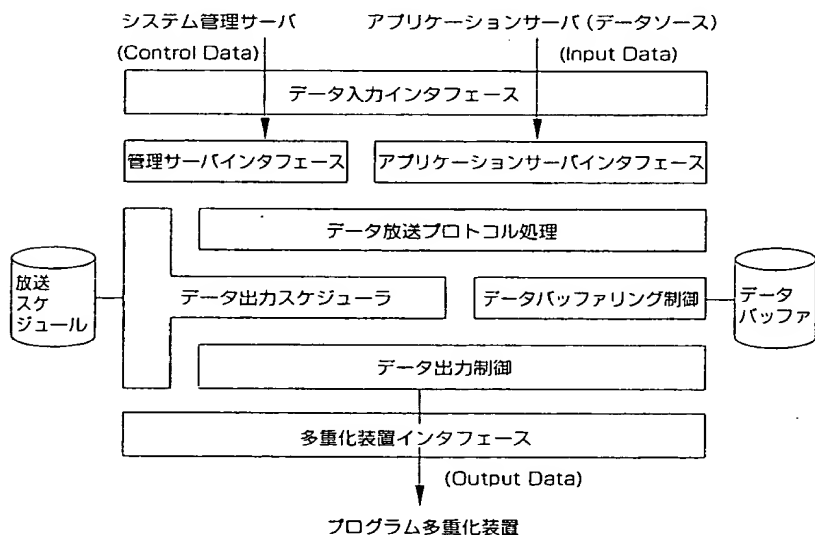 システム管理サーバ
アプリケーションサーバ(データソース)
(Control Data)
(Input Data)
データ入力インタフェース
管理サーバインタフェース
アプリケーションサーバインタフェース
データ放送プロトコル処理
放送
スケ
ジュール
データ出力スケジューラ
データバッファリング制御
データ
バッファ
データ出力制御
多重化装置インタフェース
(Output Data)
プログラム多重化装置